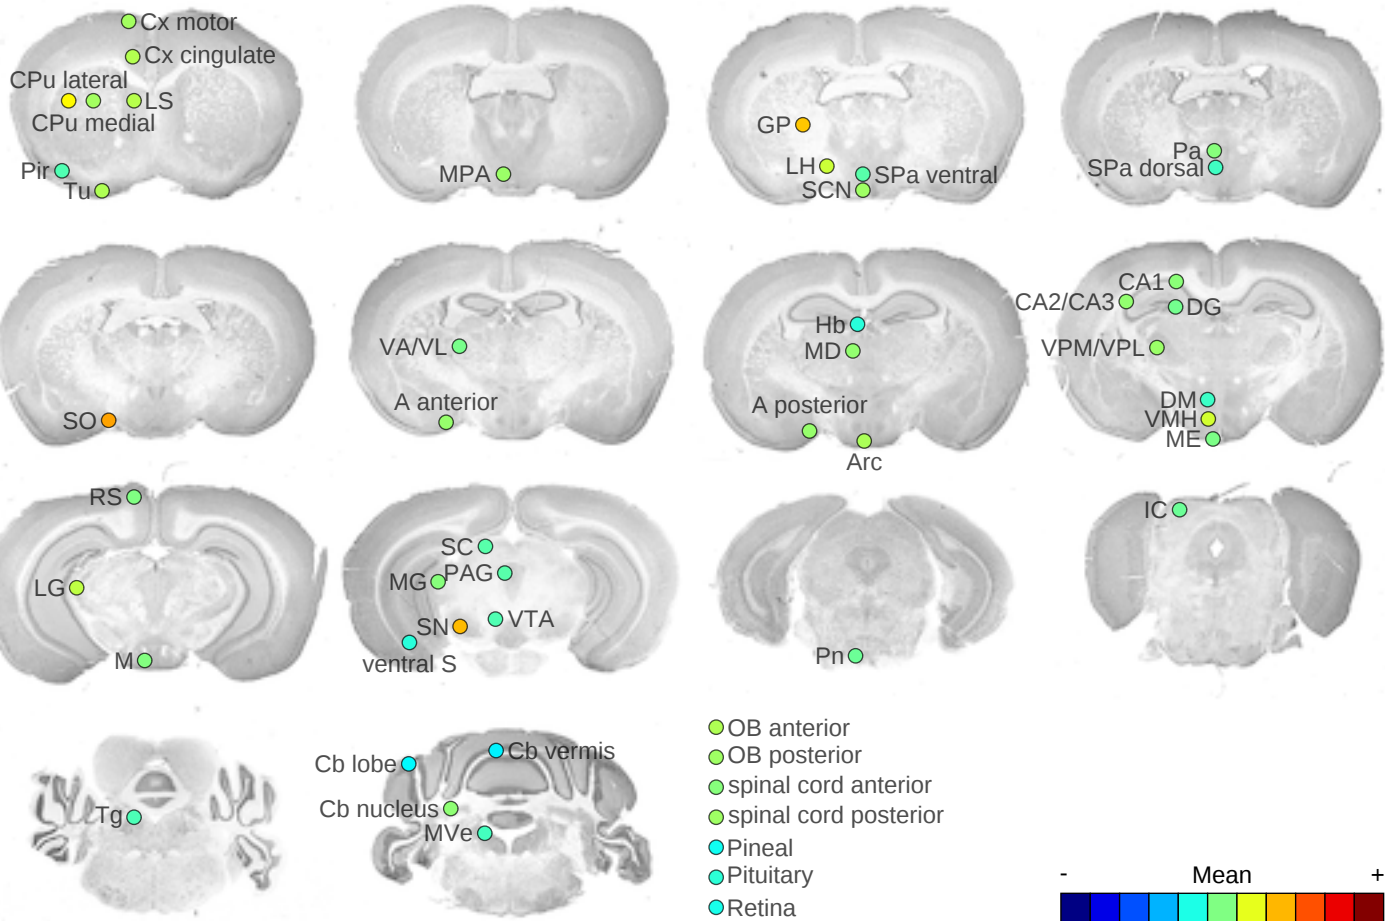 Cx motor
Cx cingulate
CPu lateral
LS
CPu medial
Pir
Tu
MPA
GP
LH
SPa ventral
SCN
Pa
SPa dorsal
SO
VA/VL
A anterior
Hb
MD
A posterior
Arc
CA1
CA2/CA3
DG
VPM/VPL
DM
VMH
ME
RS
LG
M
SC
PAG
MG
VTA
SN
ventral S
Pn
IC
Tg
Cb vermis
Cb lobe
Cb nucleus
MVe
OB anterior
OB posterior
spinal cord anterior
spinal cord posterior
Pineal
Pituitary
Retina
- Mean +